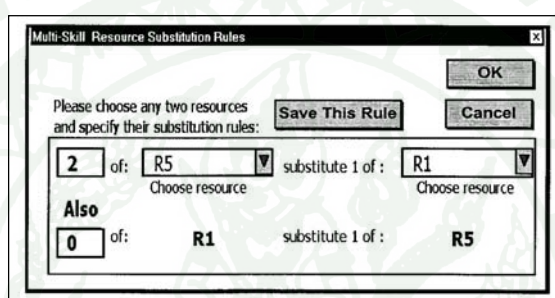 Multi-Skill Resource Substitution Rules
OK
Please choose any two resources
and specify their substitution rules:
Save This Rule
Cancel
2 of: R5 substitute 1 of : R1
Choose resource Choose resource
Also
0 of: R1 substitute 1 of : R5